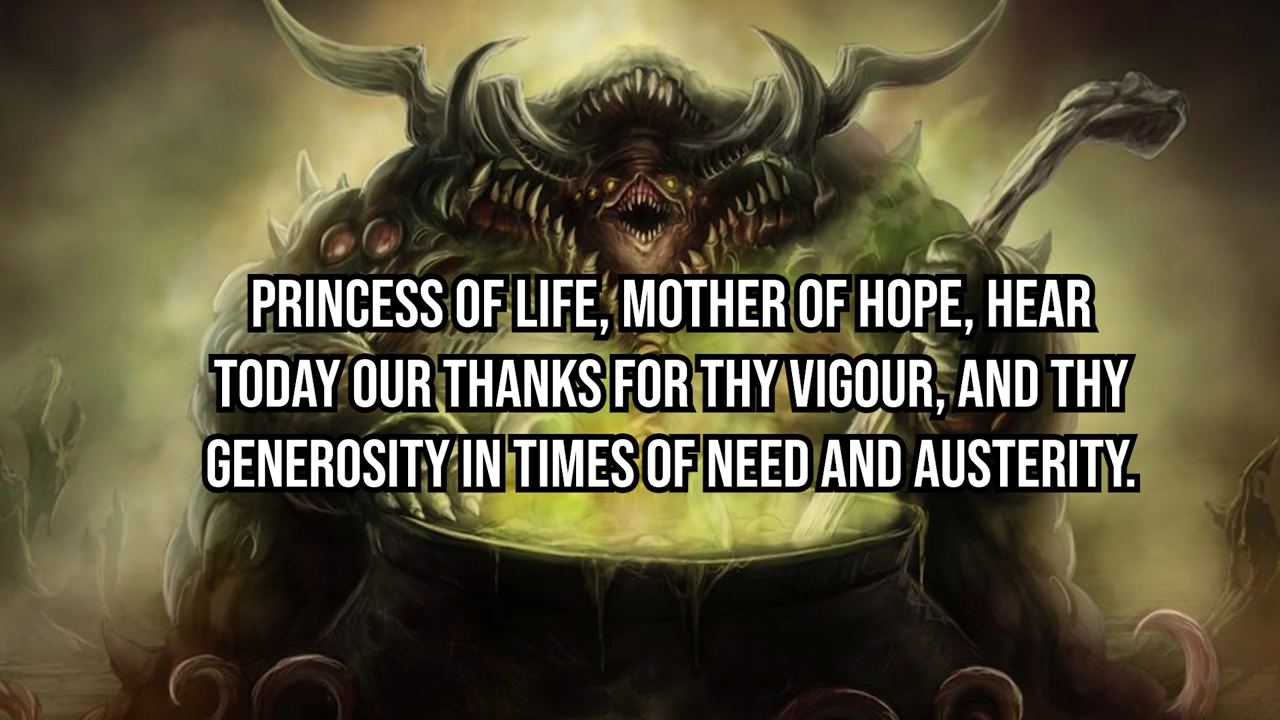 PRINCESS OF LIFE, MOTHER OF HOPE, HEAR
TODAY OUR THANKS FOR THY VIGOUR, AND THY
GENEROSITY IN TIMES OF NEED AND AUSTERITY.